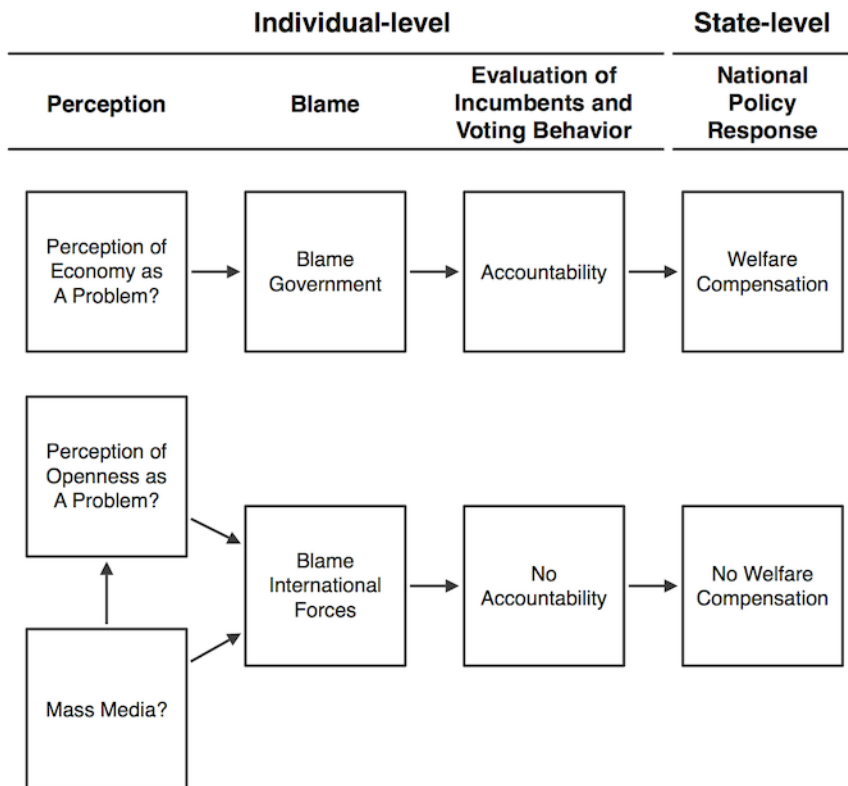 Individual-level
State-level
Perception
Blame
Evaluation of
Incumbents and
Voting Behavior
National
Policy
Response
Perception of
Economy as
A Problem?
Blame
Government
Accountability
Welfare
Compensation
Perception of
Openness as
A Problem?
Blame
International
Forces
No
Accountability
No Welfare
Compensation
Mass Media?